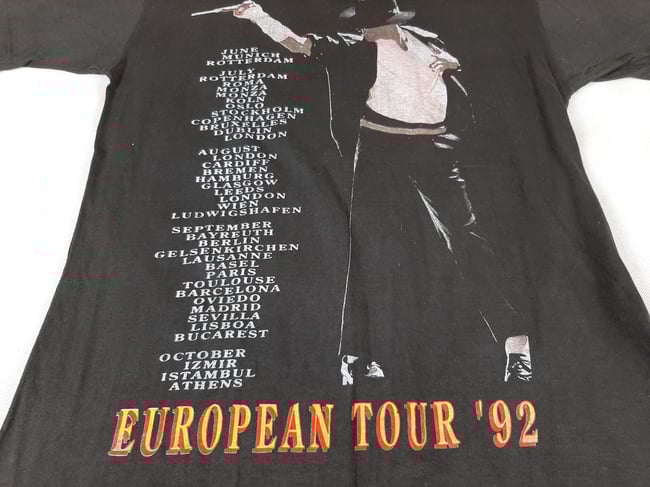 JUNE
MUNICH
ROTTERDAM
JULY
ROTTERDAM
ROMA
MONZA
MONZA
KOLN
OSLO
STOCKHOLM
COPENHAGEN
BRUXELLES
DUBLIN
LONDON
AUGUST
LONDON
CARDIFF
BREMEN
HAMBURG
GLASGOW
LEEDS
LONDON
WIEN
LUDWIGSHAFEN
SEPTEMBER
BAYREUTH
BERLIN
GELSENKIRCHEN
LAUSANNE
BASEL
PARIS
TOULOUSE
BARCELONA
OVIEDO
MADRID
SEVILLA
LISBOA
BUCAREST
OCTOBER
IZMIR
ISTAMBUL
ATHENS
EUROPEAN TOUR '92